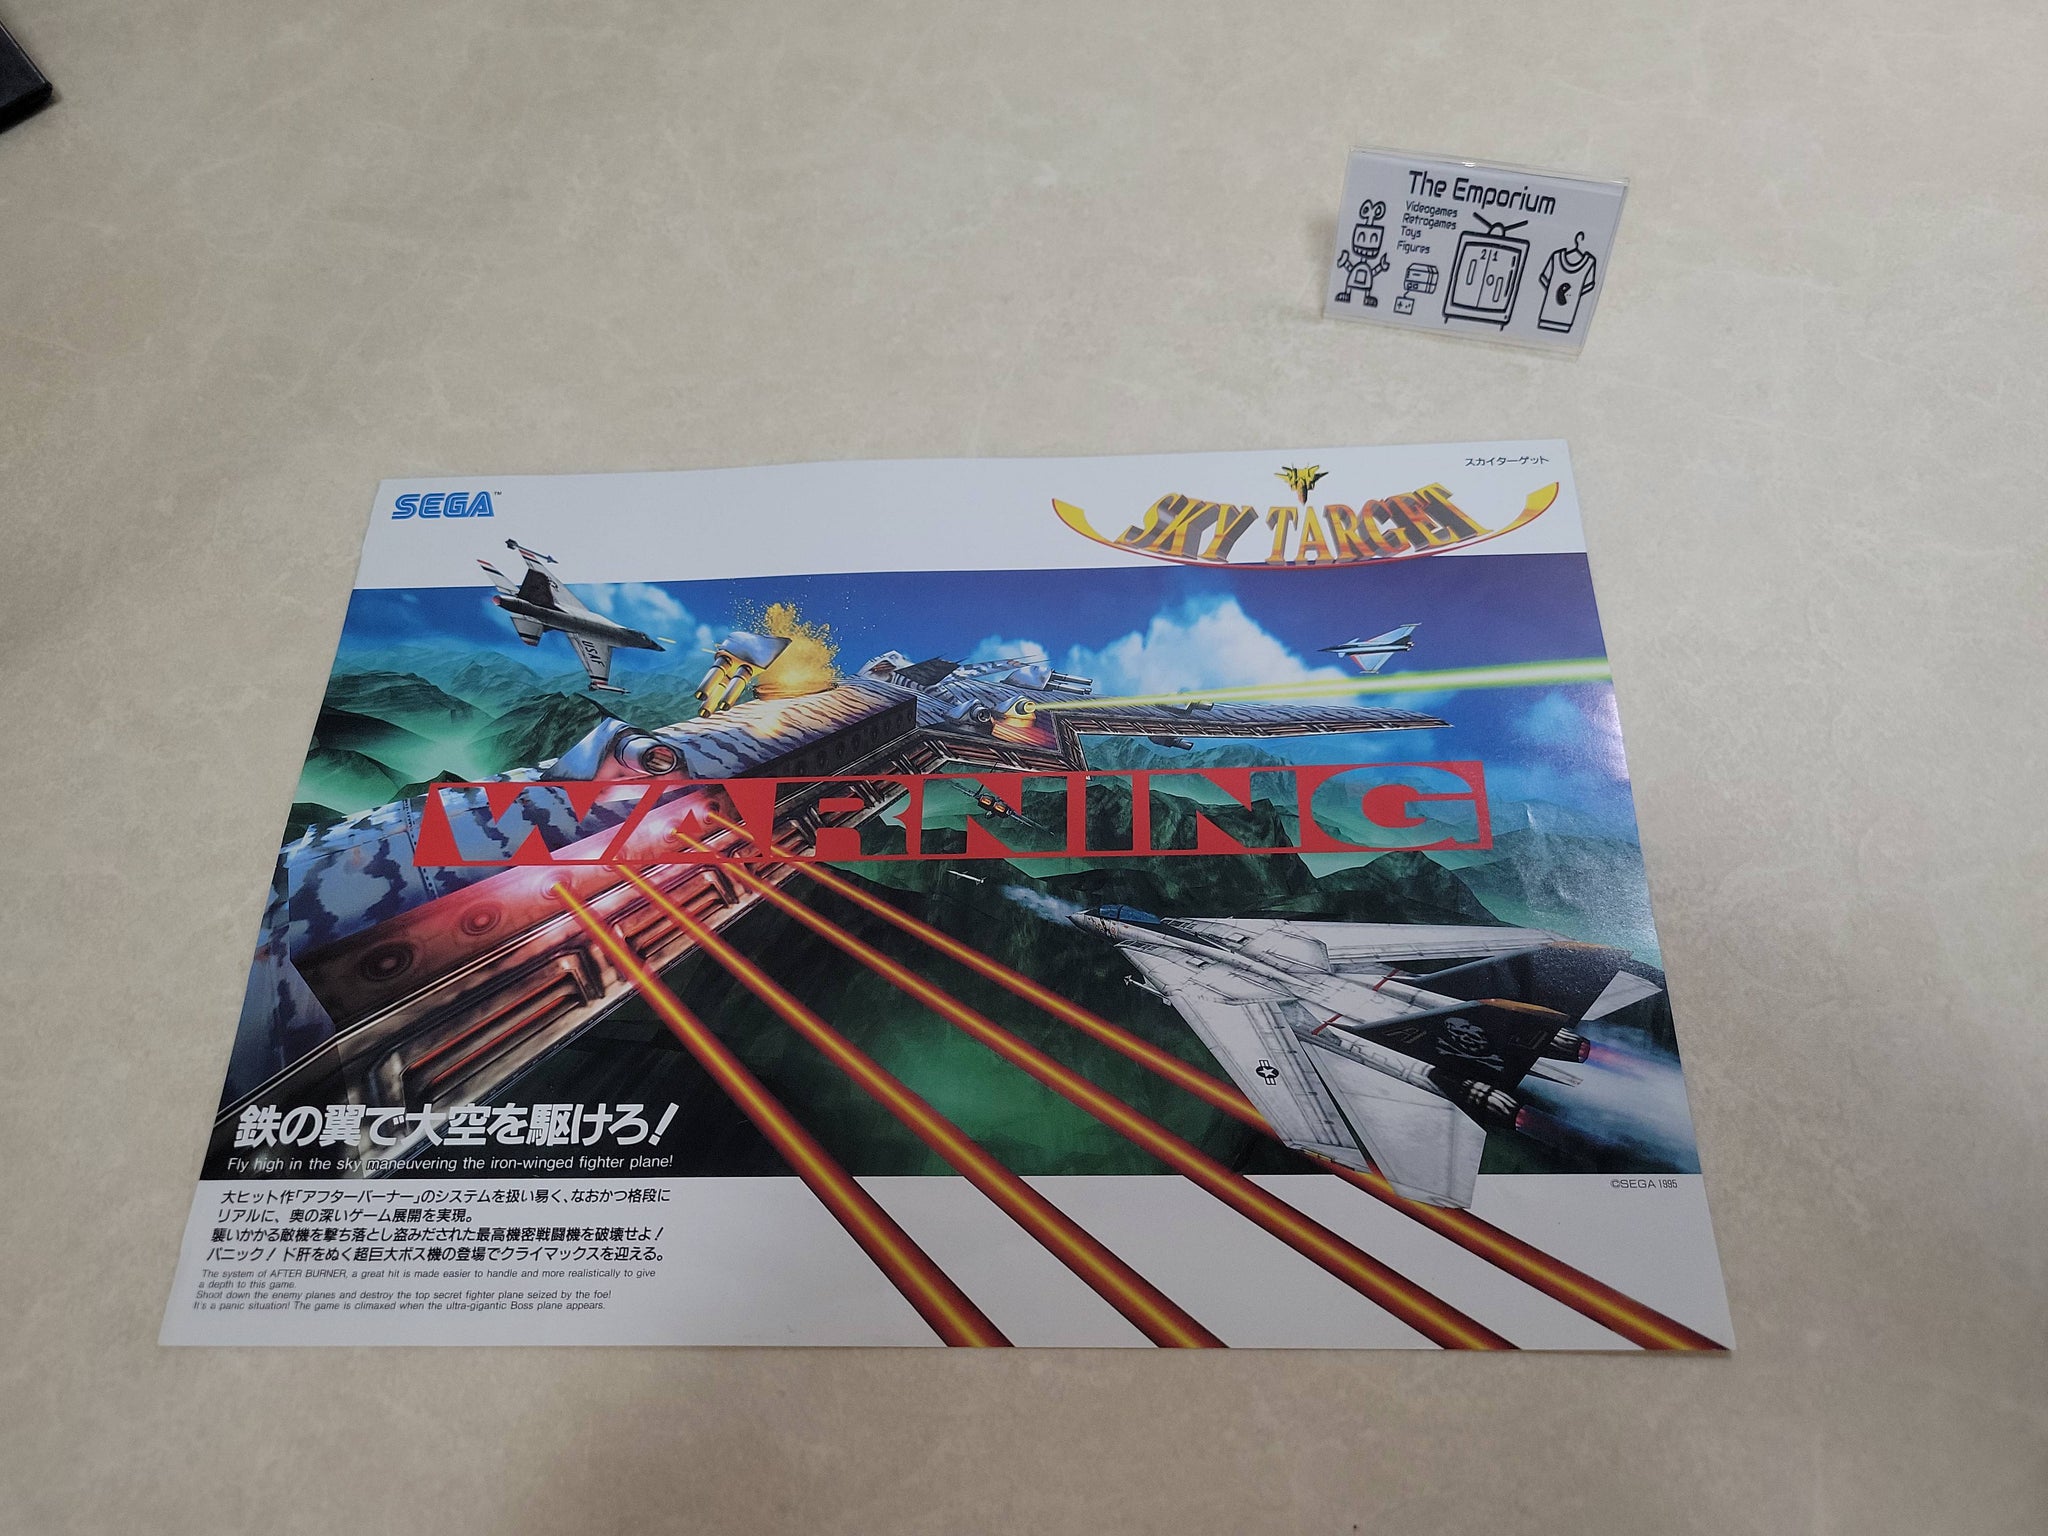 The Emporium
Videogames
Retrogames
Toys
Figures
2 1
SEGA™
スカイターゲット
SKY TARGET
USAF
WARNING
鉄の翼で大空を駆けろ!
Fly high in the sky maneuvering the iron-winged fighter plane!
©SEGA 1995
大ヒット作「アフターバーナー」のシステムを扱い易く、なおかつ格段に
リアルに、奥の深いゲーム展開を実現。
襲いかかる敵機を撃ち落とし盗みだされた最高機密戦闘機を破壊せよ!
パニック! ド肝をぬく超巨大ボス機の登場でクライマックスを迎える。
The system of AFTER BURNER, a great hit is made easier to handle and more realistically to give
a depth to this game.
Shoot down the enemy planes and destroy the top secret fighter plane seized by the foe!
It's a panic situation! The game is climaxed when the ultra-gigantic Boss plane appears.